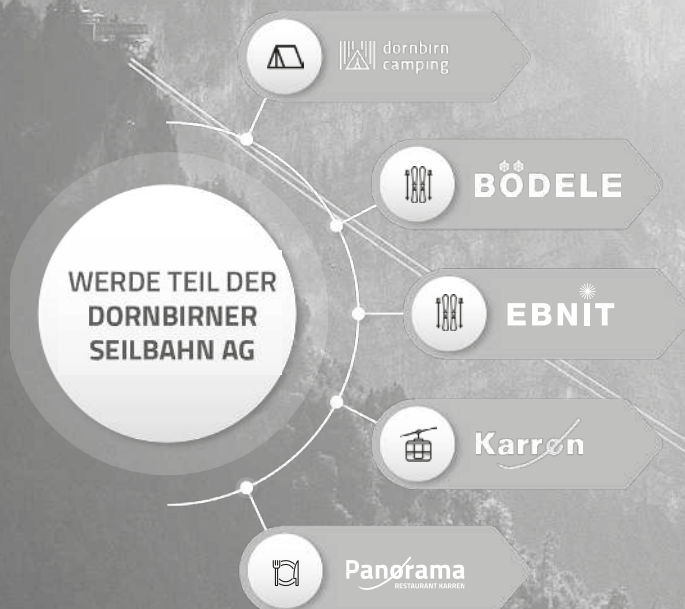 WERDE TEIL DER
DORNBIRNER
SEILBAHN AG
dornbirn
camping
BÖDELE
EBNIT
Karren
Panorama
RESTAURANT KARREN